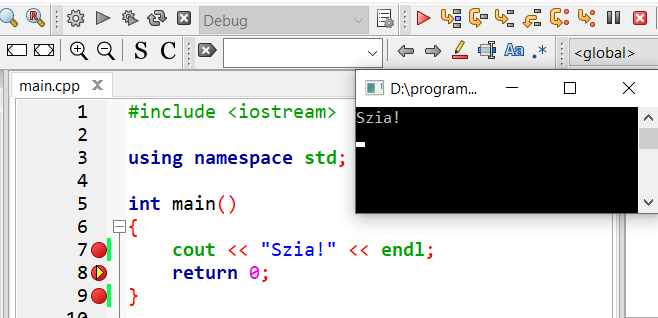 Debug
S C
Aa .*
<global>
main.cpp
D:\program...
Szia!
1 #include <iostream>
2
3 using namespace std;
4
5 int main()
6 {
7 cout << "Szia!" << endl;
8 return 0;
9 }
10